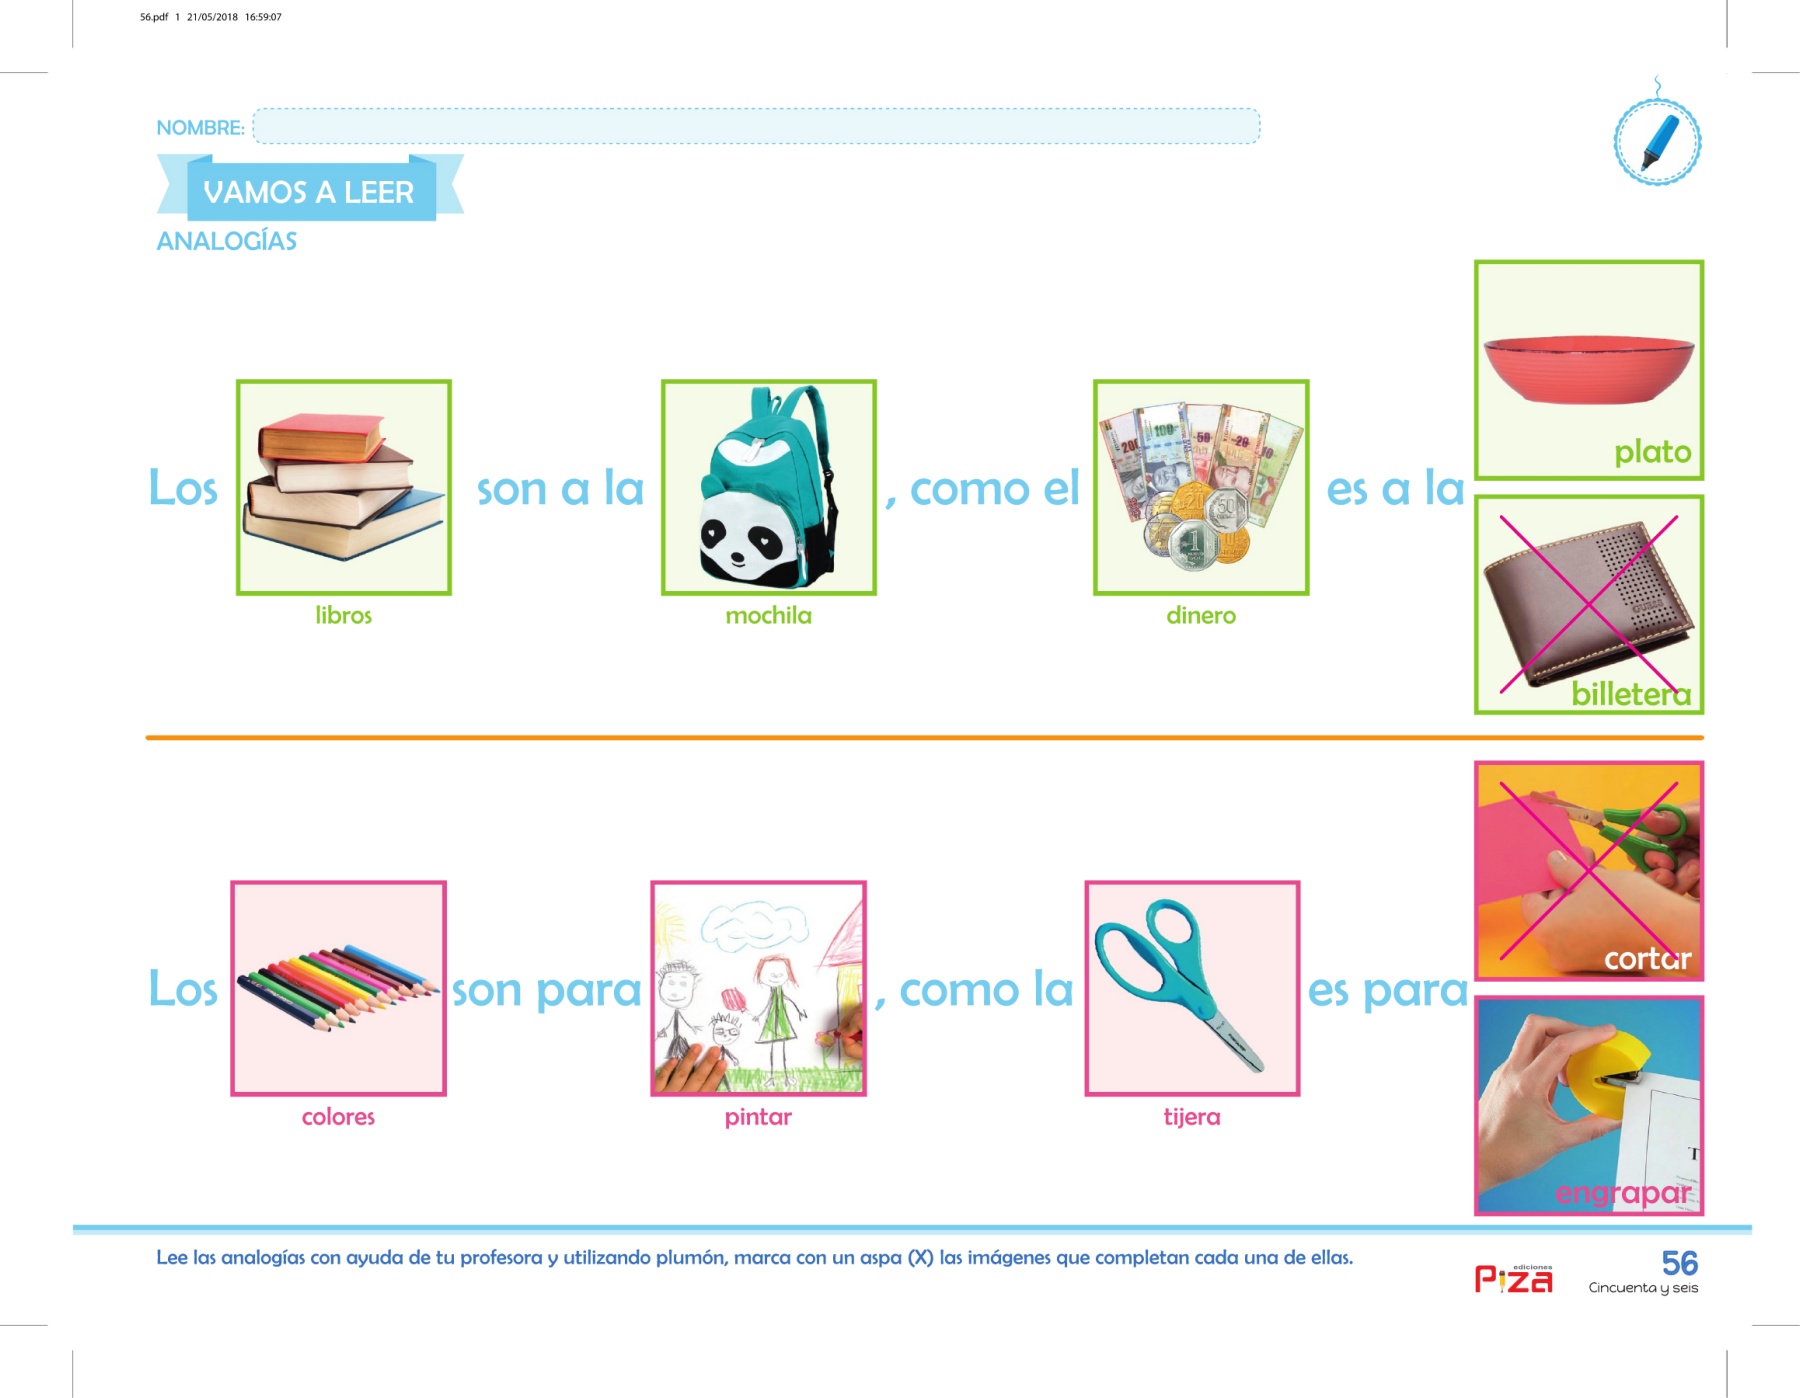 56.pdf 1 21/05/2018 16:59:07
NOMBRE:
VAMOS A LEER
ANALOGÍAS
plato
Los son a la , como el es a la
libros mochila dinero
billetera
cortar
Los son para , como la es para
colores pintar tijera
engrapar
Lee las analogías con ayuda de tu profesora y utilizando plumón, marca con un aspa (X) las imágenes que completan cada una de ellas.
ediciones
Piza
56
Cincuenta y seis